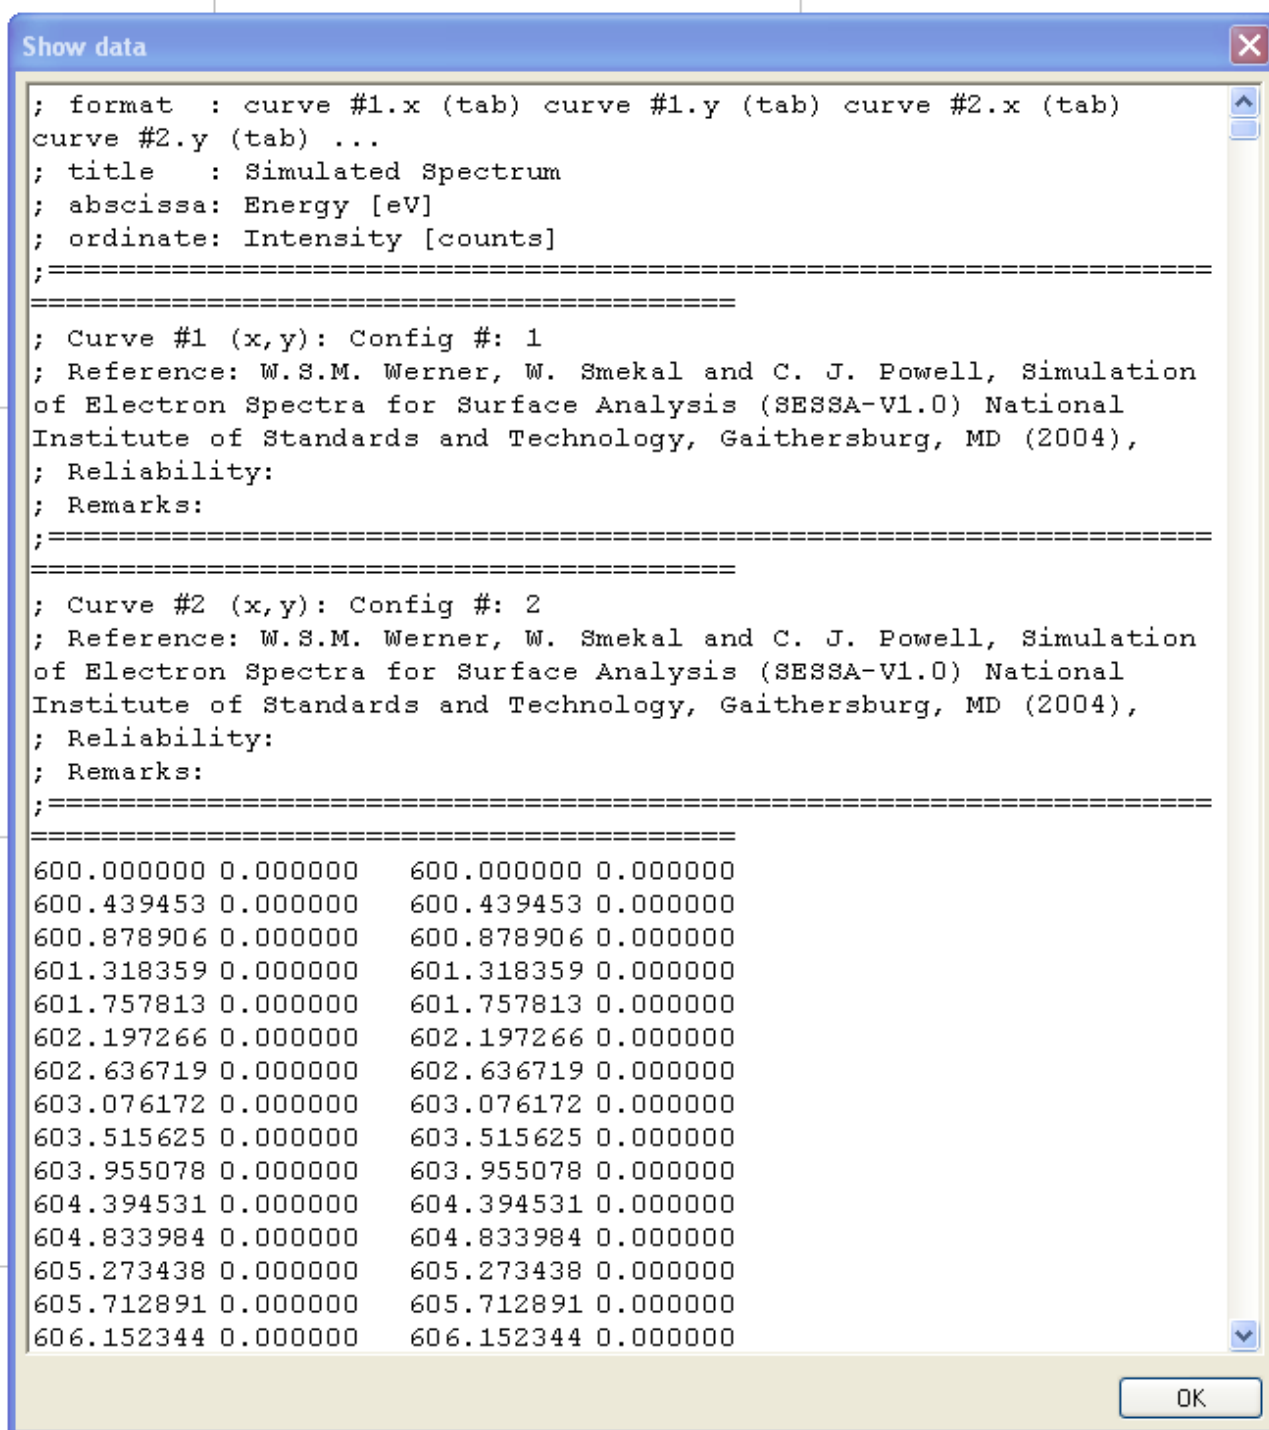 Show data
; format  : curve #1.x (tab) curve #1.y (tab) curve #2.x (tab)
curve #2.y (tab) ...
; title   : Simulated Spectrum
; abscissa: Energy [eV]
; ordinate: Intensity [counts]
;==================================================================
========================================
; Curve #1 (x,y): Config #: 1
; Reference: W.S.M. Werner, W. Smekal and C. J. Powell, Simulation
of Electron Spectra for Surface Analysis (SESSA-V1.0) National
Institute of Standards and Technology, Gaithersburg, MD (2004),
; Reliability:
; Remarks:
;==================================================================
========================================
; Curve #2 (x,y): Config #: 2
; Reference: W.S.M. Werner, W. Smekal and C. J. Powell, Simulation
of Electron Spectra for Surface Analysis (SESSA-V1.0) National
Institute of Standards and Technology, Gaithersburg, MD (2004),
; Reliability:
; Remarks:
;==================================================================
========================================
600.000000 0.000000 600.000000 0.000000
600.439453 0.000000 600.439453 0.000000
600.878906 0.000000 600.878906 0.000000
601.318359 0.000000 601.318359 0.000000
601.757813 0.000000 601.757813 0.000000
602.197266 0.000000 602.197266 0.000000
602.636719 0.000000 602.636719 0.000000
603.076172 0.000000 603.076172 0.000000
603.515625 0.000000 603.515625 0.000000
603.955078 0.000000 603.955078 0.000000
604.394531 0.000000 604.394531 0.000000
604.833984 0.000000 604.833984 0.000000
605.273438 0.000000 605.273438 0.000000
605.712891 0.000000 605.712891 0.000000
606.152344 0.000000 606.152344 0.000000
OK